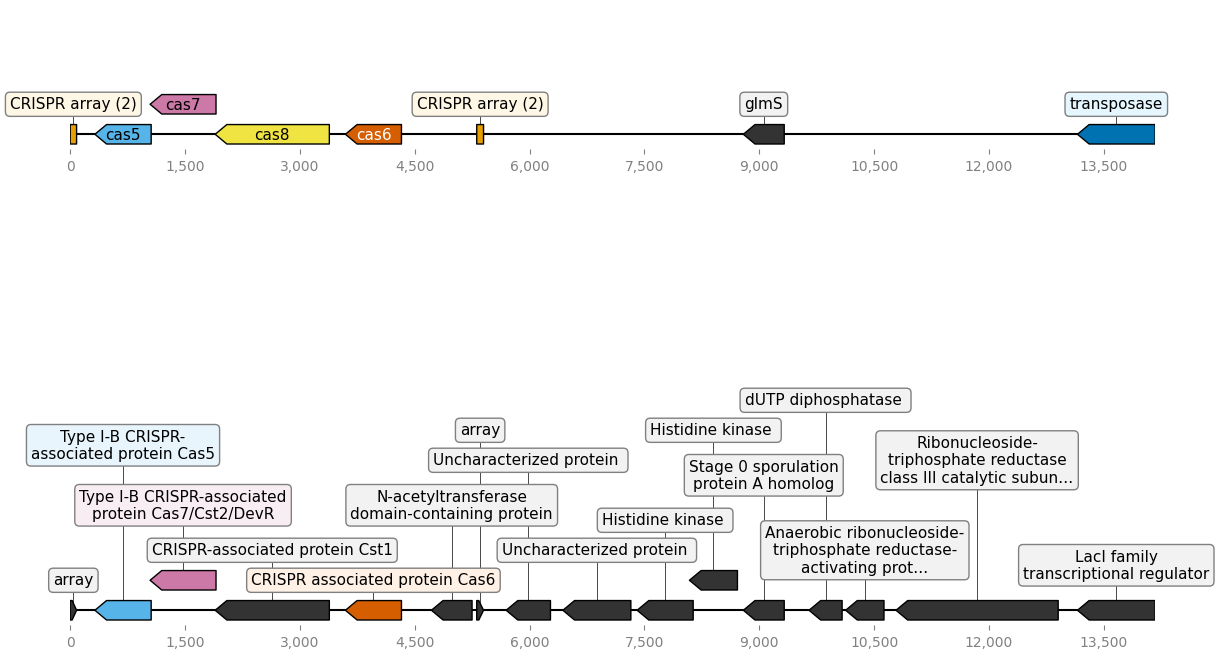 CRISPR array (2)
cas7
CRISPR array (2)
glmS
transposase
cas5
cas8
cas6
0
1,500
3,000
4,500
6,000
7,500
9,000
10,500
12,000
13,500
dUTP diphosphatase
array
Histidine kinase
Type I-B CRISPR-
associated protein Cas5
Uncharacterized protein
Ribonucleoside-
triphosphate reductase
class III catalytic subun...
Stage 0 sporulation
protein A homolog
Type I-B CRISPR-associated
protein Cas7/Cst2/DevR
N-acetyltransferase
domain-containing protein
Histidine kinase
CRISPR-associated protein Cst1
Uncharacterized protein
Anaerobic ribonucleoside-
triphosphate reductase-
activating prot...
LacI family
transcriptional regulator
array
CRISPR associated protein Cas6
0
1,500
3,000
4,500
6,000
7,500
9,000
10,500
12,000
13,500